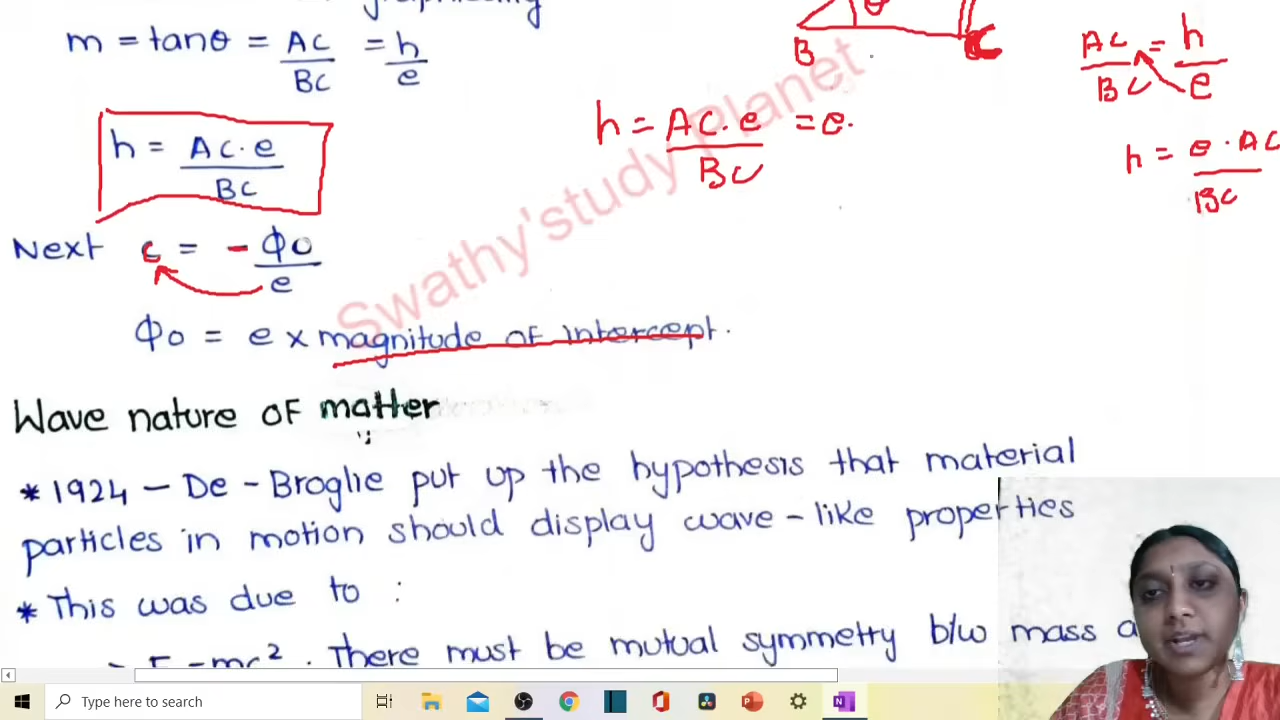 m = tanθ = AC/BC = h/e
B
C
AC/BC = h/e
h = AC·e/BC
h = AC·e/BC = e·
h = e·AC/BC
Next c = - ϕ0/e
ϕ0 = e x magnitude of intercept.
Swathy'study Planet
Wave nature of matter
* 1924 – De-Broglie put up the hypothesis that material
particles in motion should display wave-like properties
* This was due to :
E=mc². There must be mutual symmetry b/w mass a
Type here to search